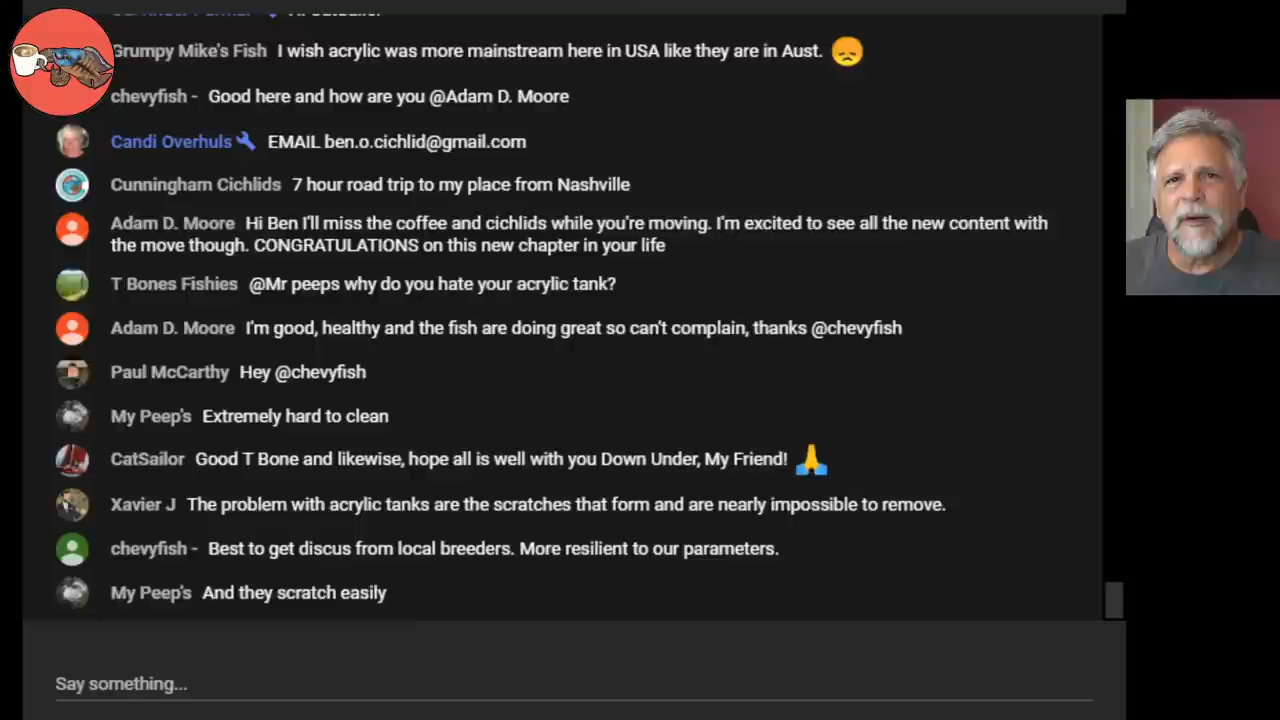 Grumpy Mike's Fish I wish acrylic was more mainstream here in USA like they are in Aust. 😞
chevyfish - Good here and how are you @Adam D. Moore
Candi Overhuls EMAIL ben.o.cichlid@gmail.com
Cunningham Cichlids 7 hour road trip to my place from Nashville
Adam D. Moore Hi Ben I'll miss the coffee and cichlids while you're moving. I'm excited to see all the new content with
the move though. CONGRATULATIONS on this new chapter in your life
T Bones Fishies @Mr peeps why do you hate your acrylic tank?
Adam D. Moore I'm good, healthy and the fish are doing great so can't complain, thanks @chevyfish
Paul McCarthy Hey @chevyfish
My Peep's Extremely hard to clean
CatSailor Good T Bone and likewise, hope all is well with you Down Under, My Friend! 🙏
Xavier J The problem with acrylic tanks are the scratches that form and are nearly impossible to remove.
chevyfish - Best to get discus from local breeders. More resilient to our parameters.
My Peep's And they scratch easily
Say something...